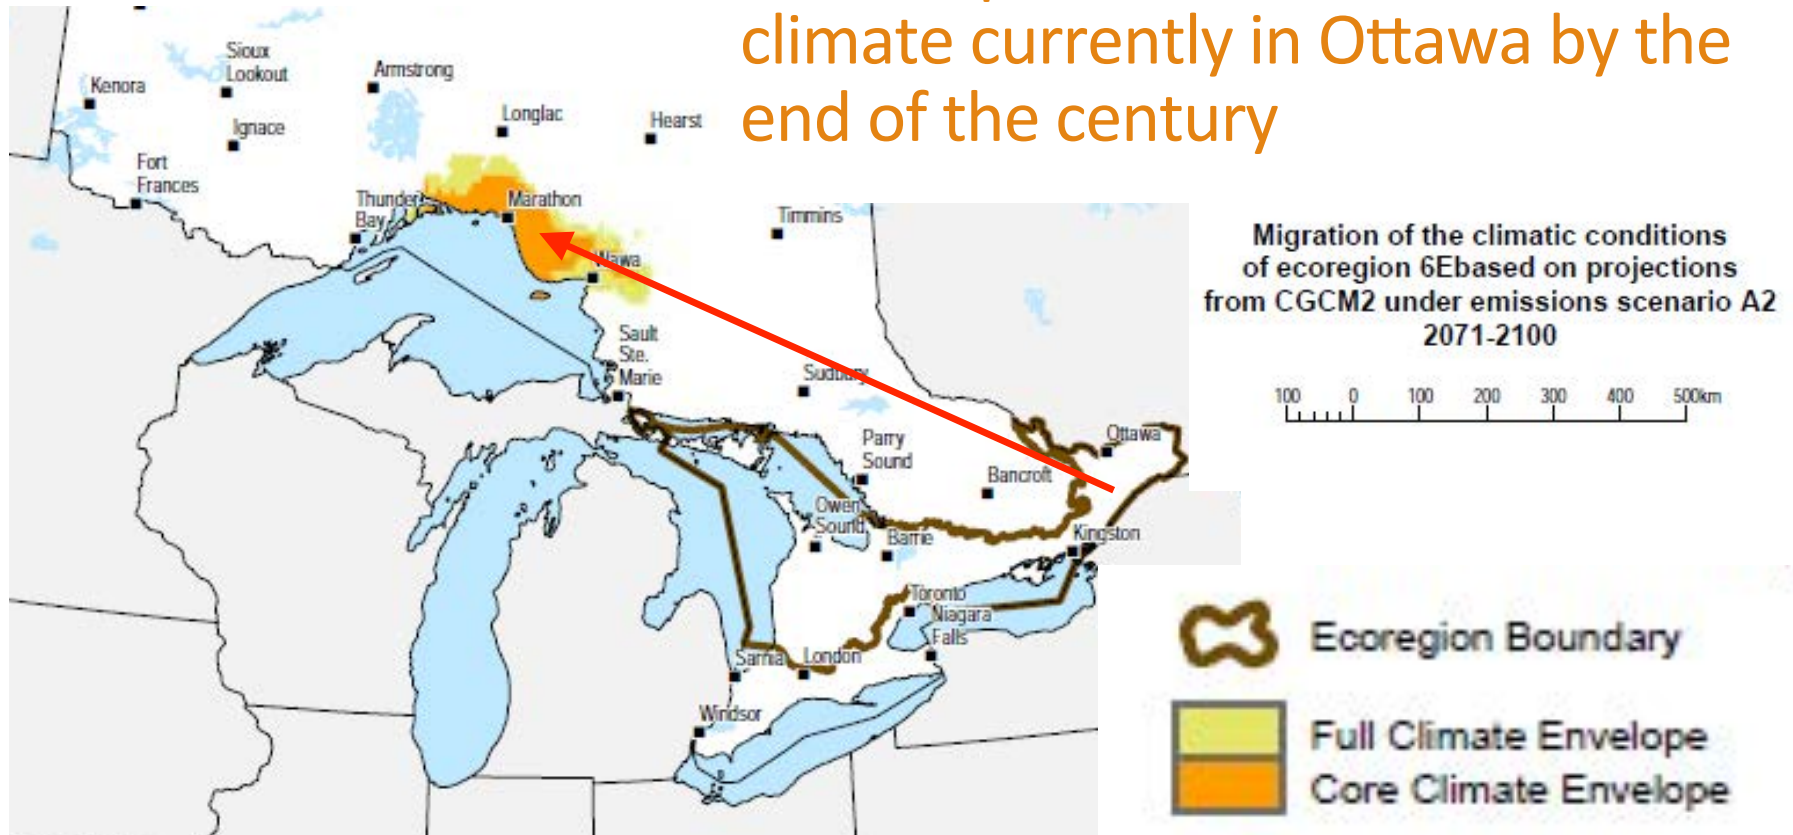 climate currently in Ottawa by the
end of the century
Sioux
Lookout
Armstrong
Kenora
Longlac
Ignace
Hearst
Fort
Frances
Thunder
Bay
Marathon
Timmins
Wawa
Migration of the climatic conditions
of ecoregion 6Ebased on projections
from CGCM2 under emissions scenario A2
2071-2100
Sault
Ste.
Marie
Sudbury
100 0 100 200 300 400 500km
Ottawa
Parry
Sound
Bancroft
Owen
Sound
Barrie
Kingston
Toronto
Niagara
Falls
Sarnia
London
Windsor
Ecoregion Boundary
Full Climate Envelope
Core Climate Envelope